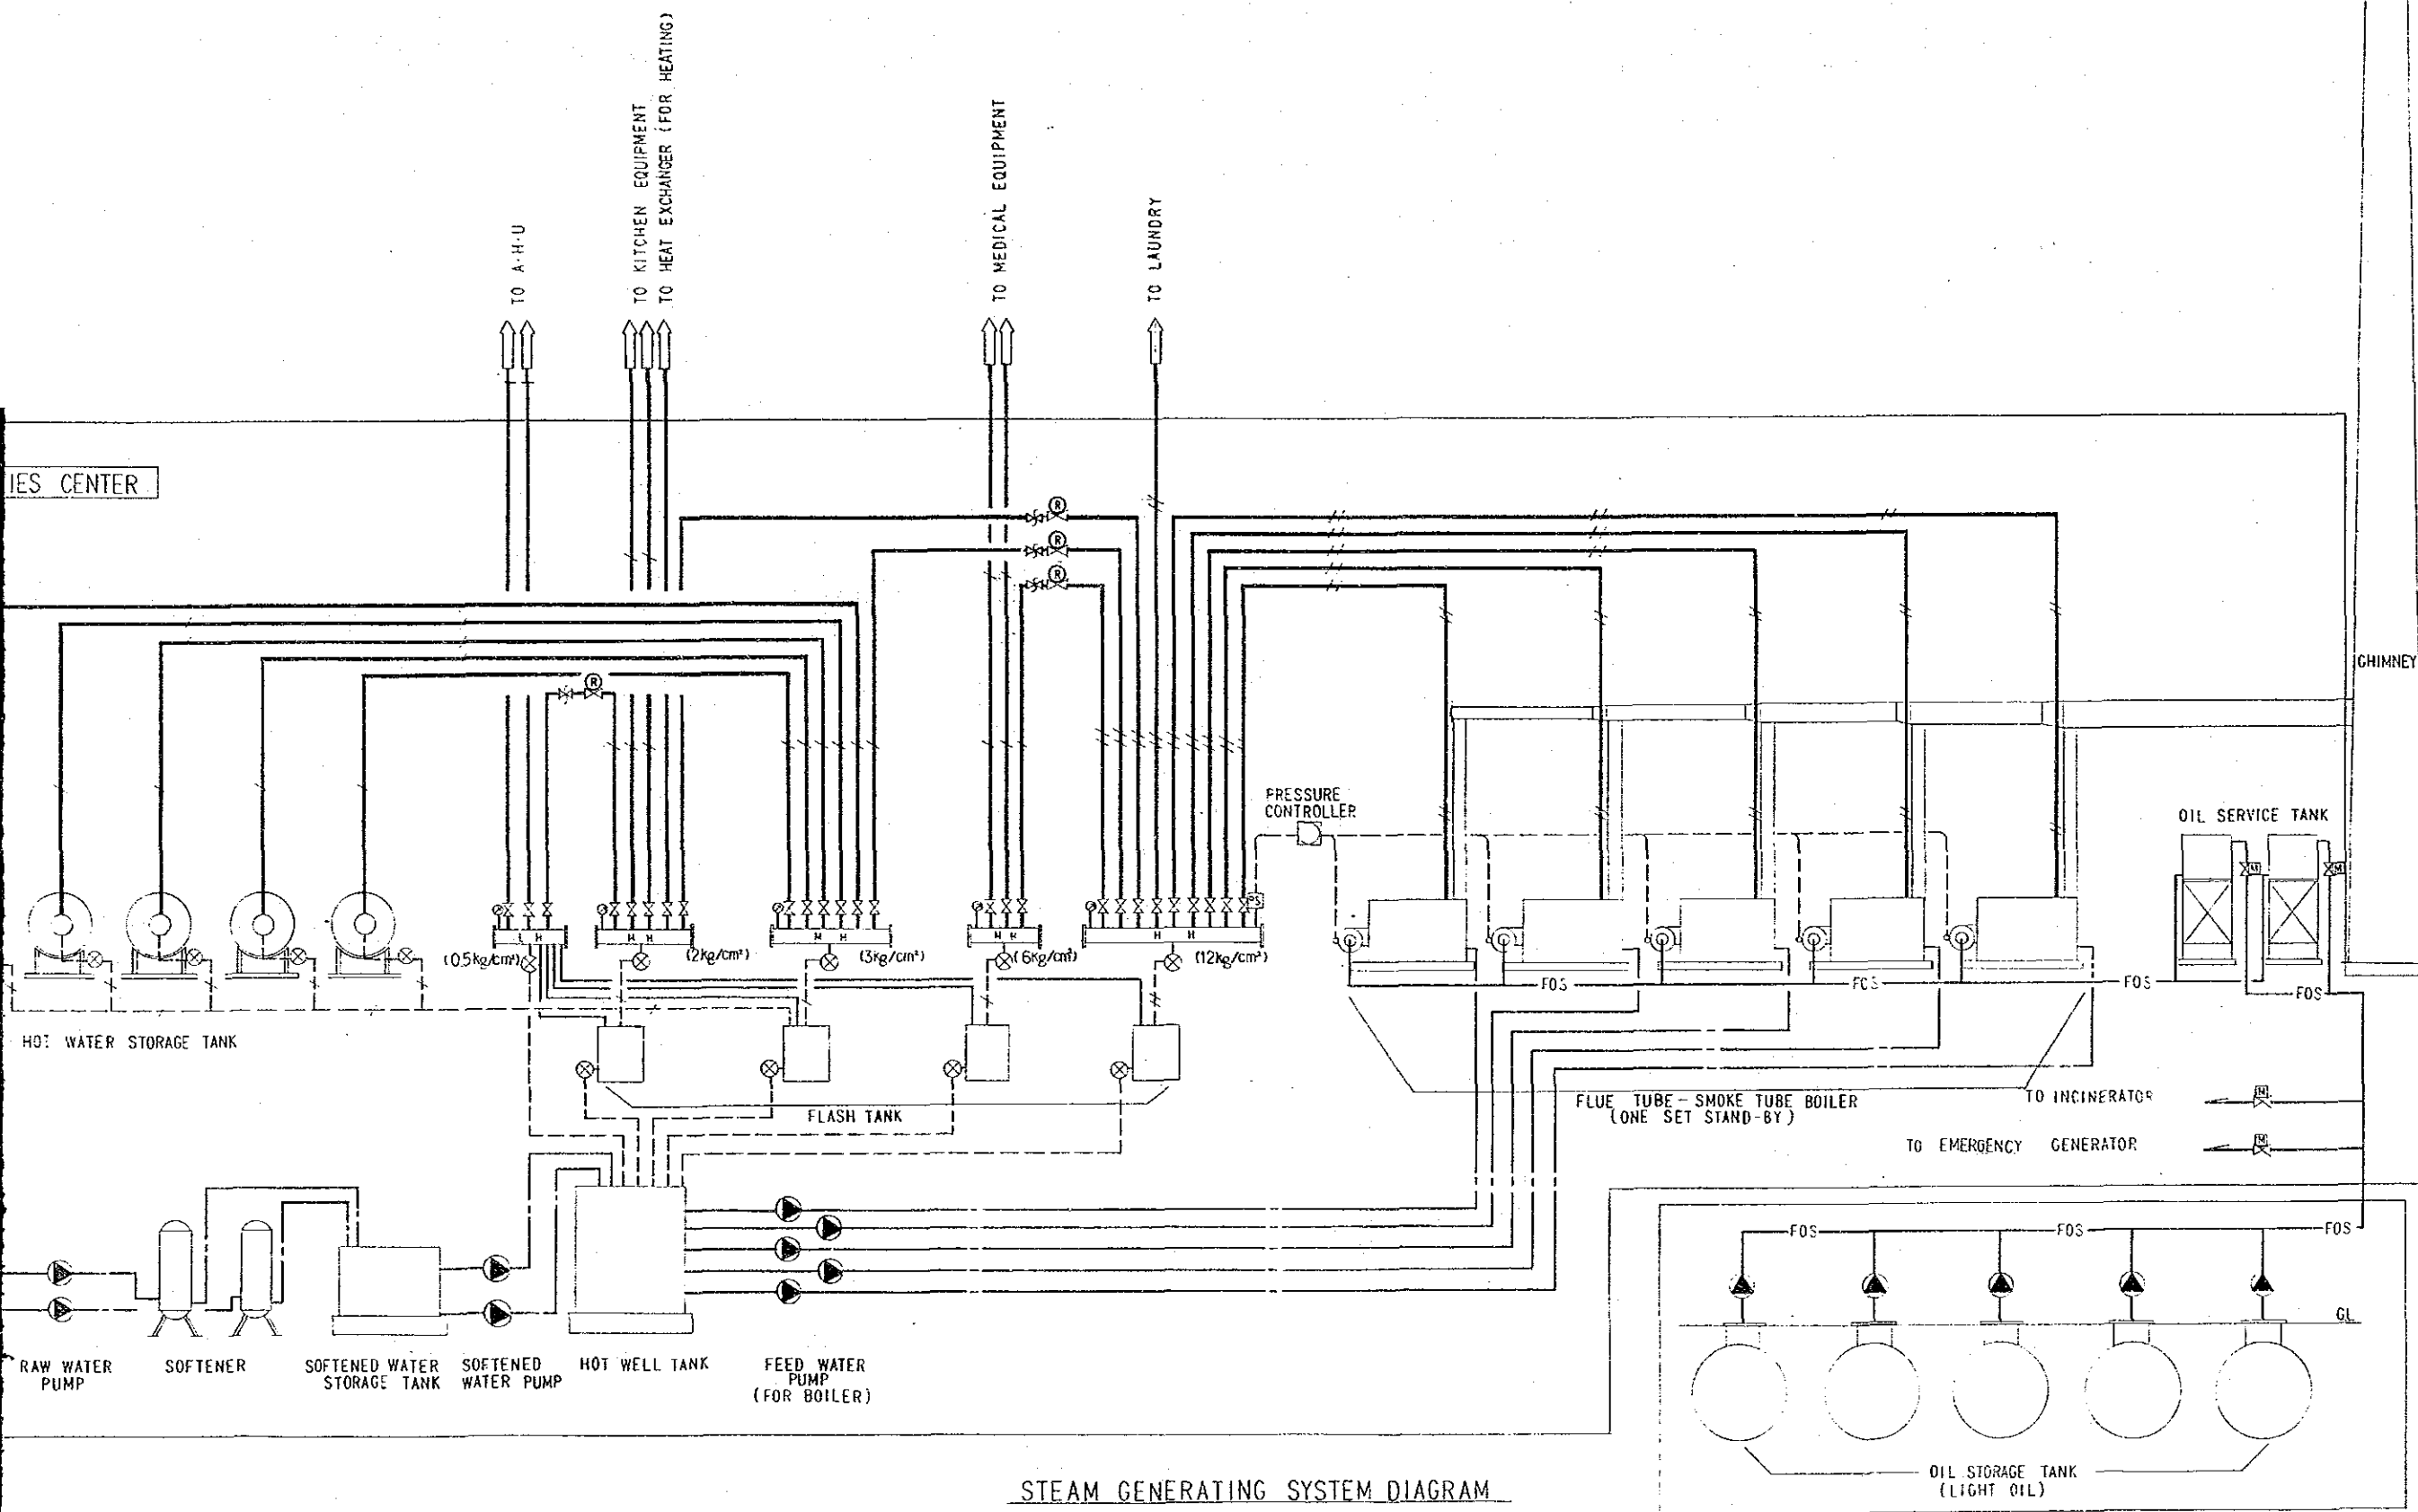 TO A·H·U
TO KITCHEN EQUIPMENT
TO HEAT EXCHANGER (FOR HEATING)
TO MEDICAL EQUIPMENT
TO LAUNDRY
IES CENTER
R
R
R
R
CHIMNEY
PRESSURE
CONTROLLER
OIL SERVICE TANK
PS
M
M
(0.5kg/cm²)
(2kg/cm²)
(3kg/cm²)
(6kg/cm²)
(12kg/cm²)
FOS
FOS
FOS
FOS
HOT WATER STORAGE TANK
FLASH TANK
FLUE TUBE - SMOKE TUBE BOILER
(ONE SET STAND-BY)
TO INCINERATOR
M
TO EMERGENCY GENERATOR
M
FOS
FOS
FOS
GL
RAW WATER
PUMP
SOFTENER
SOFTENED WATER
STORAGE TANK
SOFTENED
WATER PUMP
HOT WELL TANK
FEED WATER
PUMP
(FOR BOILER)
OIL STORAGE TANK
(LIGHT OIL)
STEAM GENERATING SYSTEM DIAGRAM